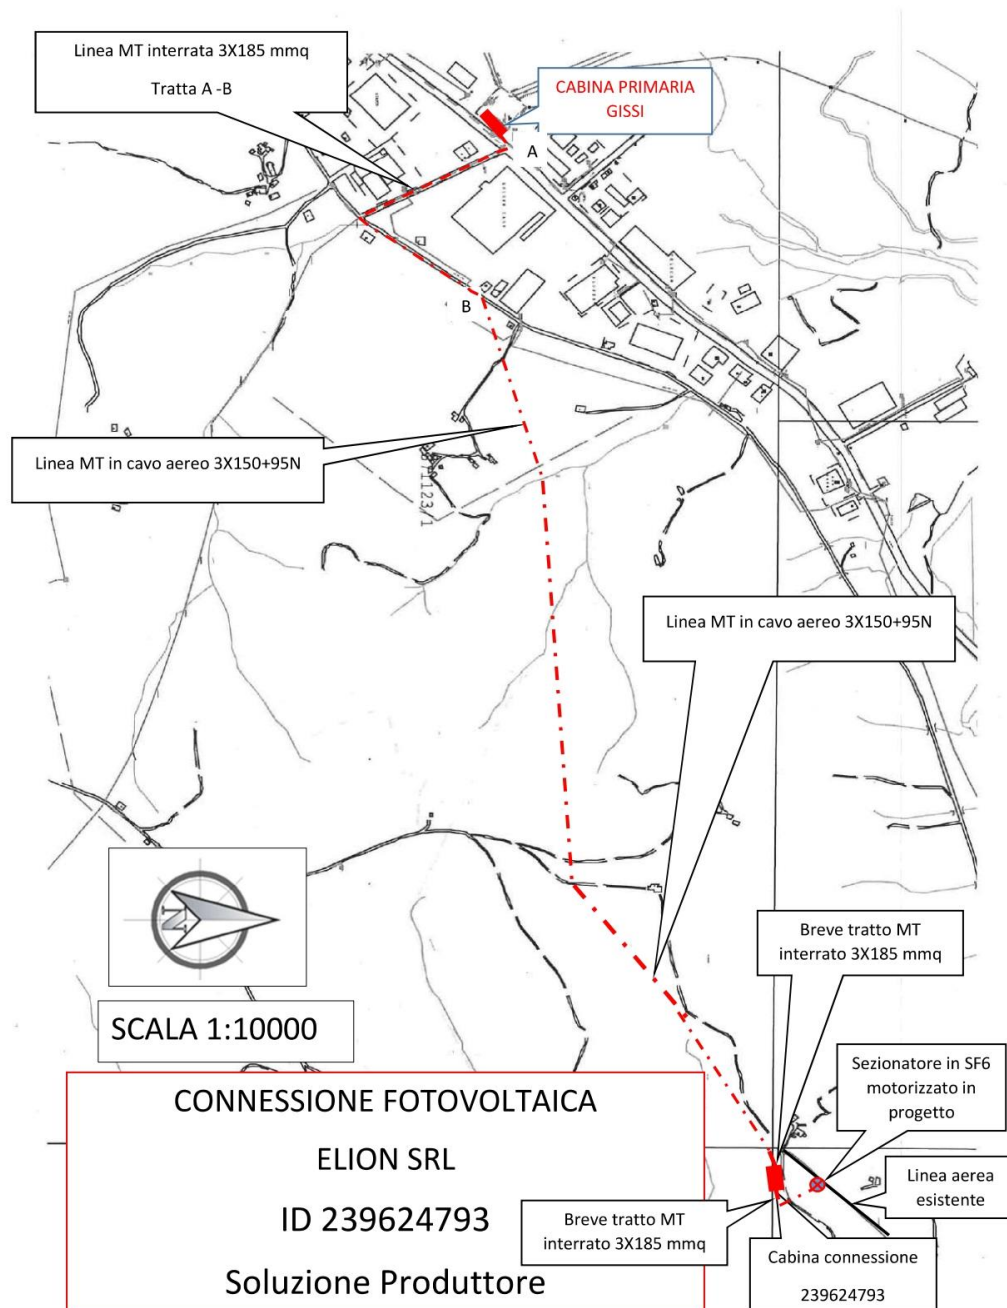 Linea MT interrata 3X185 mmq
Tratta A -B
CABINA PRIMARIA
GISSI
A
B
Linea MT in cavo aereo 3X150+95N
871123/1
Linea MT in cavo aereo 3X150+95N
N
Breve tratto MT
interrato 3X185 mmq
SCALA 1:10000
Sezionatore in SF6
motorizzato in
progetto
CONNESSIONE FOTOVOLTAICA
ELION SRL
ID 239624793
Soluzione Produttore
Linea aerea
esistente
Breve tratto MT
interrato 3X185 mmq
Cabina connessione
239624793